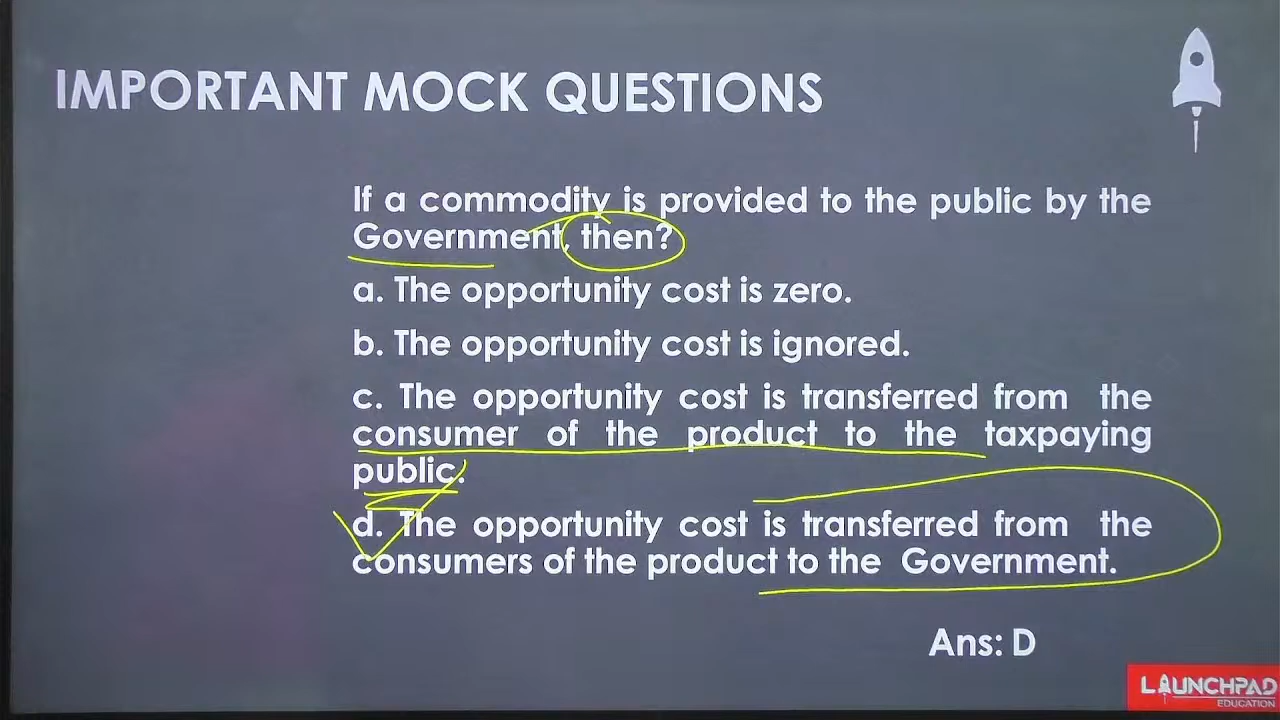 IMPORTANT MOCK QUESTIONS
If a commodity is provided to the public by the
Government, then?
a. The opportunity cost is zero.
b. The opportunity cost is ignored.
c. The opportunity cost is transferred from the
consumer of the product to the taxpaying
public.
d. The opportunity cost is transferred from the
consumers of the product to the Government.
Ans: D
LAUNCHPAD
EDUCATION